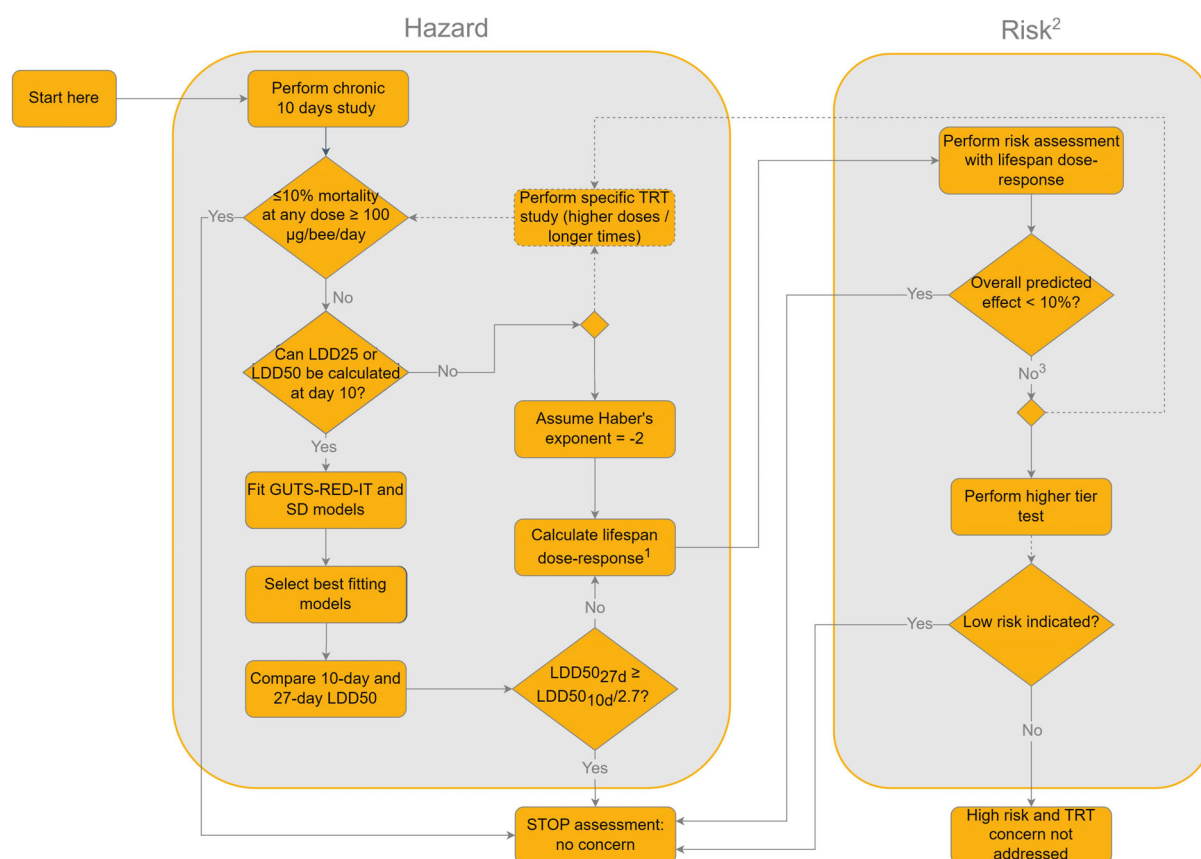 Hazard
Risk²
Start here
Perform chronic
10 days study
≤10% mortality
at any dose ≥ 100
µg/bee/day
Yes
No
Can LDD25 or
LDD50 be calculated
at day 10?
No
Yes
Fit GUTS-RED-IT and
SD models
Select best fitting
models
Compare 10-day and
27-day LDD50
Perform specific TRT
study (higher doses /
longer times)
Assume Haber's
exponent = -2
Calculate lifespan
dose-response¹
No
LDD5027d ≥
LDD5010d/2.7?
Yes
STOP assessment:
no concern
Perform risk assessment
with lifespan dose-
response
Overall predicted
effect < 10%?
Yes
No³
Perform higher tier
test
Low risk indicated?
Yes
No
High risk and TRT
concern not
addressed